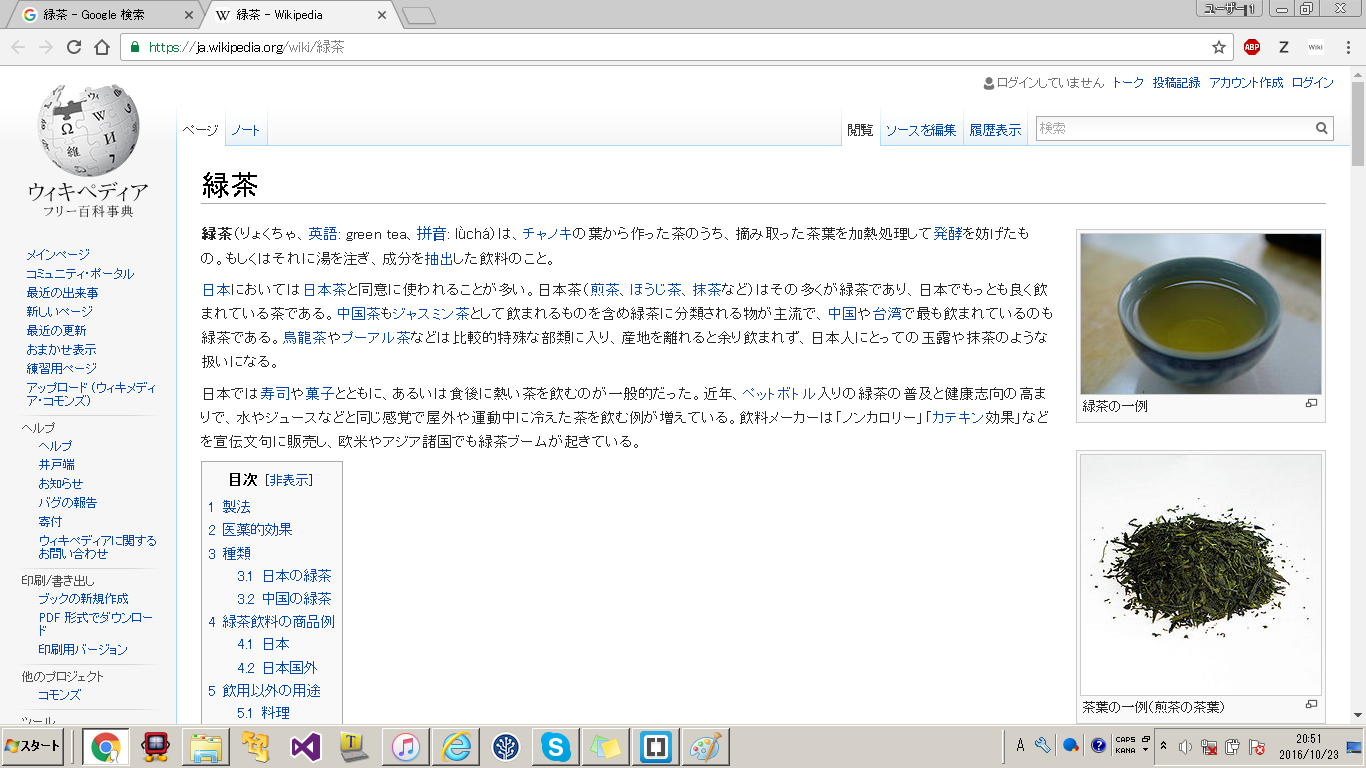 緑茶 - Google 検索
緑茶 - Wikipedia
ユーザー1
https://ja.wikipedia.org/wiki/緑茶
ABP
Z
Wiki
ログインしていません トーク 投稿記録 アカウント作成 ログイン
ページ ノート
閲覧 ソースを編集 履歴表示 検索
ウィキペディア
フリー百科事典
メインページ
コミュニティ・ポータル
最近の出来事
新しいページ
最近の更新
おまかせ表示
練習用ページ
アップロード (ウィキメディ
ア・コモンズ)
ヘルプ
ヘルプ
井戸端
お知らせ
バグの報告
寄付
ウィキペディアに関する
お問い合わせ
印刷/書き出し
ブックの新規作成
PDF 形式でダウンロー
ド
印刷用バージョン
他のプロジェクト
コモンズ
ツール
緑茶
緑茶(りょくちゃ、英語: green tea、拼音: lǜchá)は、チャノキの葉から作った茶のうち、摘み取った茶葉を加熱処理して発酵を妨げたも
の。もしくはそれに湯を注ぎ、成分を抽出した飲料のこと。
日本においては日本茶と同意に使われることが多い。日本茶(煎茶、ほうじ茶、抹茶など)はその多くが緑茶であり、日本でもっとも良く飲
まれている茶である。中国茶もジャスミン茶として飲まれるものを含め緑茶に分類される物が主流で、中国や台湾で最も飲まれているのも
緑茶である。烏龍茶やプーアル茶などは比較的特殊な部類に入り、産地を離れると余り飲まれず、日本人にとっての玉露や抹茶のような
扱いになる。
日本では寿司や菓子とともに、あるいは食後に熱い茶を飲むのが一般的だった。近年、ペットボトル入りの緑茶の普及と健康志向の高ま
りで、水やジュースなどと同じ感覚で屋外や運動中に冷えた茶を飲む例が増えている。飲料メーカーは「ノンカロリー」「カテキン効果」など
を宣伝文句に販売し、欧米やアジア諸国でも緑茶ブームが起きている。
目次 [非表示]
1 製法
2 医薬的効果
3 種類
3.1 日本の緑茶
3.2 中国の緑茶
4 緑茶飲料の商品例
4.1 日本
4.2 日本国外
5 飲用以外の用途
5.1 料理
緑茶の一例
茶葉の一例(煎茶の茶葉)
スタート
A
CAPS
KANA
20:51
2016/10/23